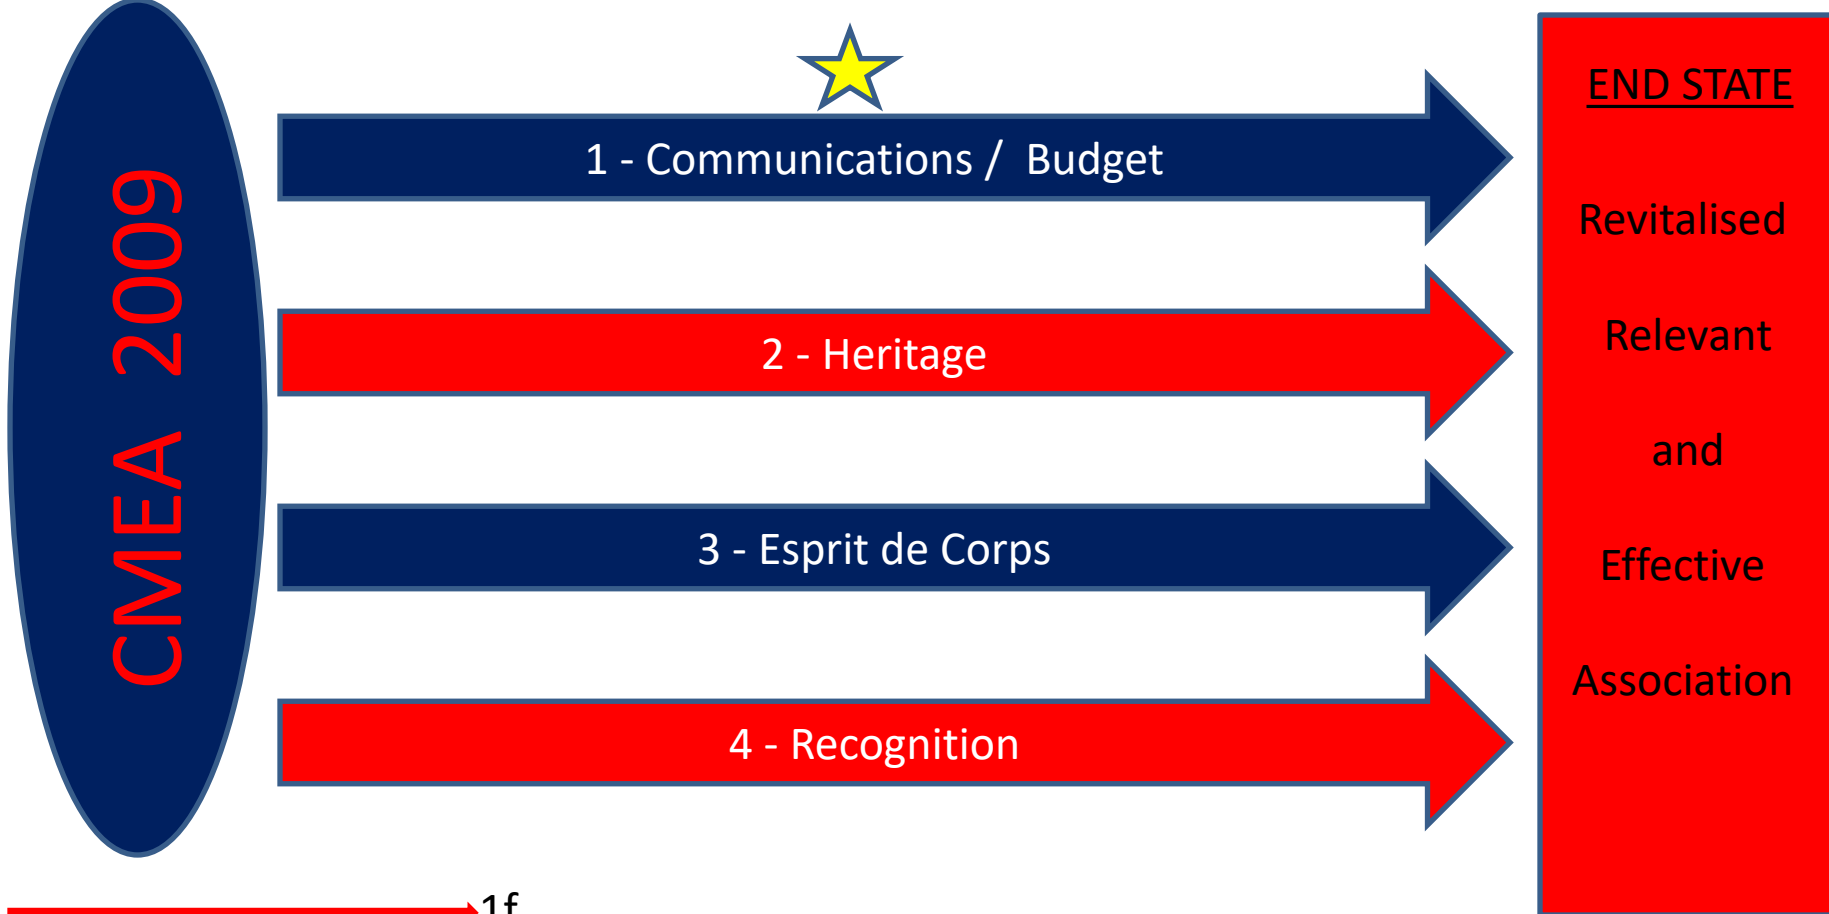 CMEA 2009
1 - Communications / Budget
2 - Heritage
3 - Esprit de Corps
4 - Recognition
END STATE
Revitalised
Relevant
and
Effective
Association
1f